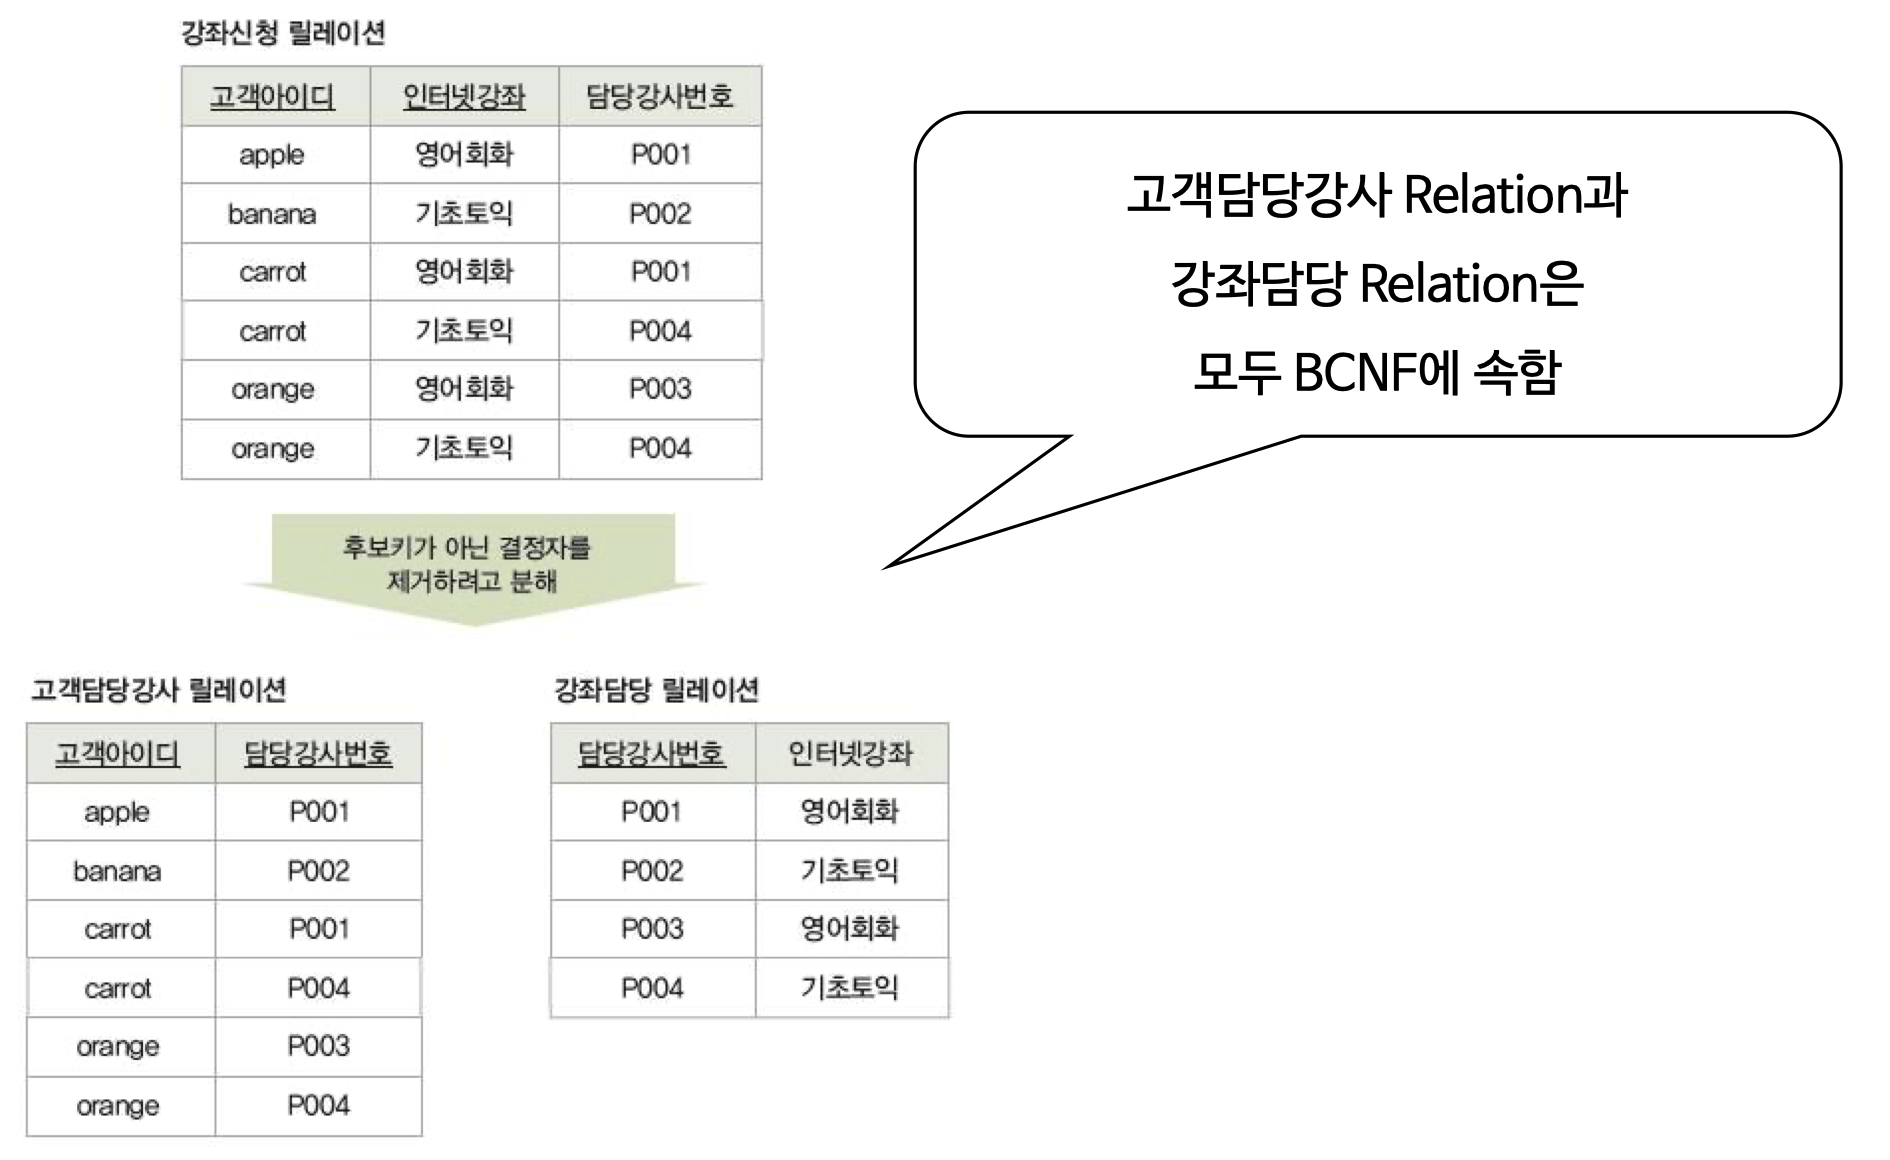 강좌신청 릴레이션
고객아이디 인터넷강좌 담당강사번호
apple 영어회화 P001
banana 기초토익 P002
carrot 영어회화 P001
carrot 기초토익 P004
orange 영어회화 P003
orange 기초토익 P004
고객담당강사 Relation과
강좌담당 Relation은
모두 BCNF에 속함
후보키가 아닌 결정자를
제거하려고 분해
고객담당강사 릴레이션
고객아이디 담당강사번호
apple P001
banana P002
carrot P001
carrot P004
orange P003
orange P004
강좌담당 릴레이션
담당강사번호 인터넷강좌
P001 영어회화
P002 기초토익
P003 영어회화
P004 기초토익